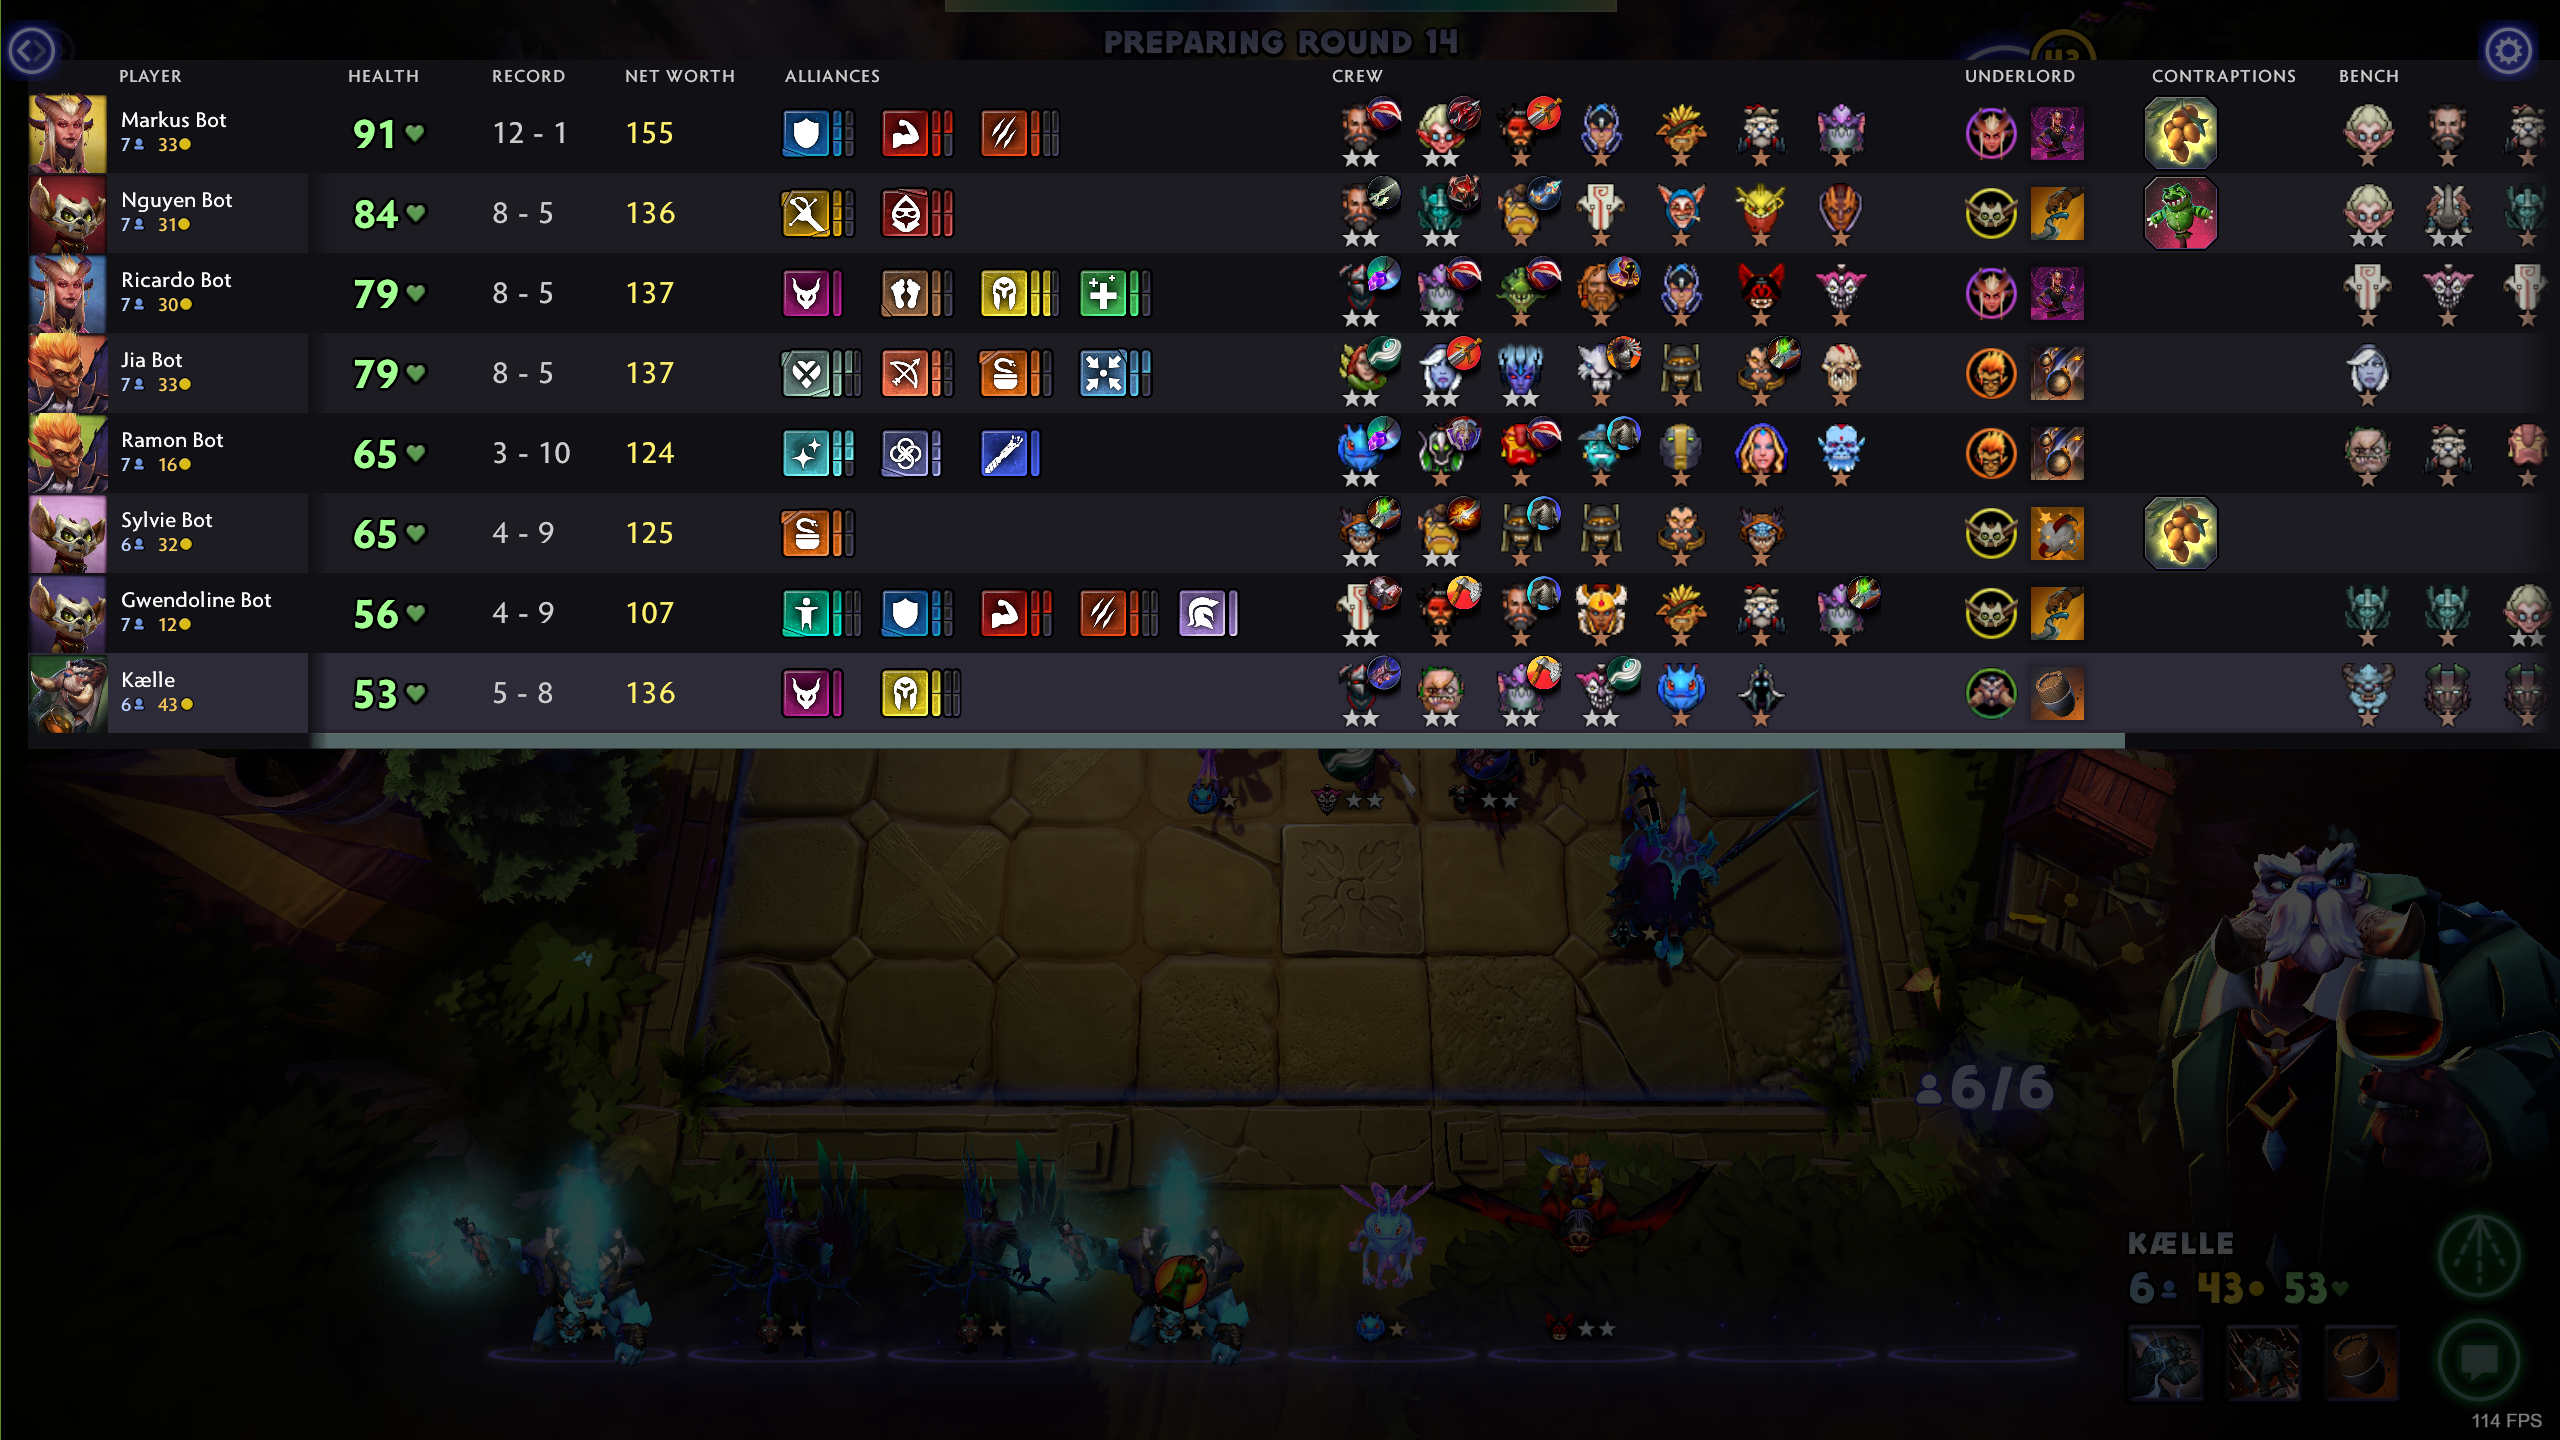 PREPARING ROUND 14
PLAYER HEALTH RECORD NET WORTH ALLIANCES CREW UNDERLORD CONTRAPTIONS BENCH
Markus Bot
7 33
91 12 - 1 155
Nguyen Bot
7 31
84 8 - 5 136
Ricardo Bot
7 30
79 8 - 5 137
Jia Bot
7 33
79 8 - 5 137
Ramon Bot
7 16
65 3 - 10 124
Sylvie Bot
6 32
65 4 - 9 125
Gwendoline Bot
7 12
56 4 - 9 107
Kælle
6 43
53 5 - 8 136
6/6
KÆLLE
6 43 53
114 FPS